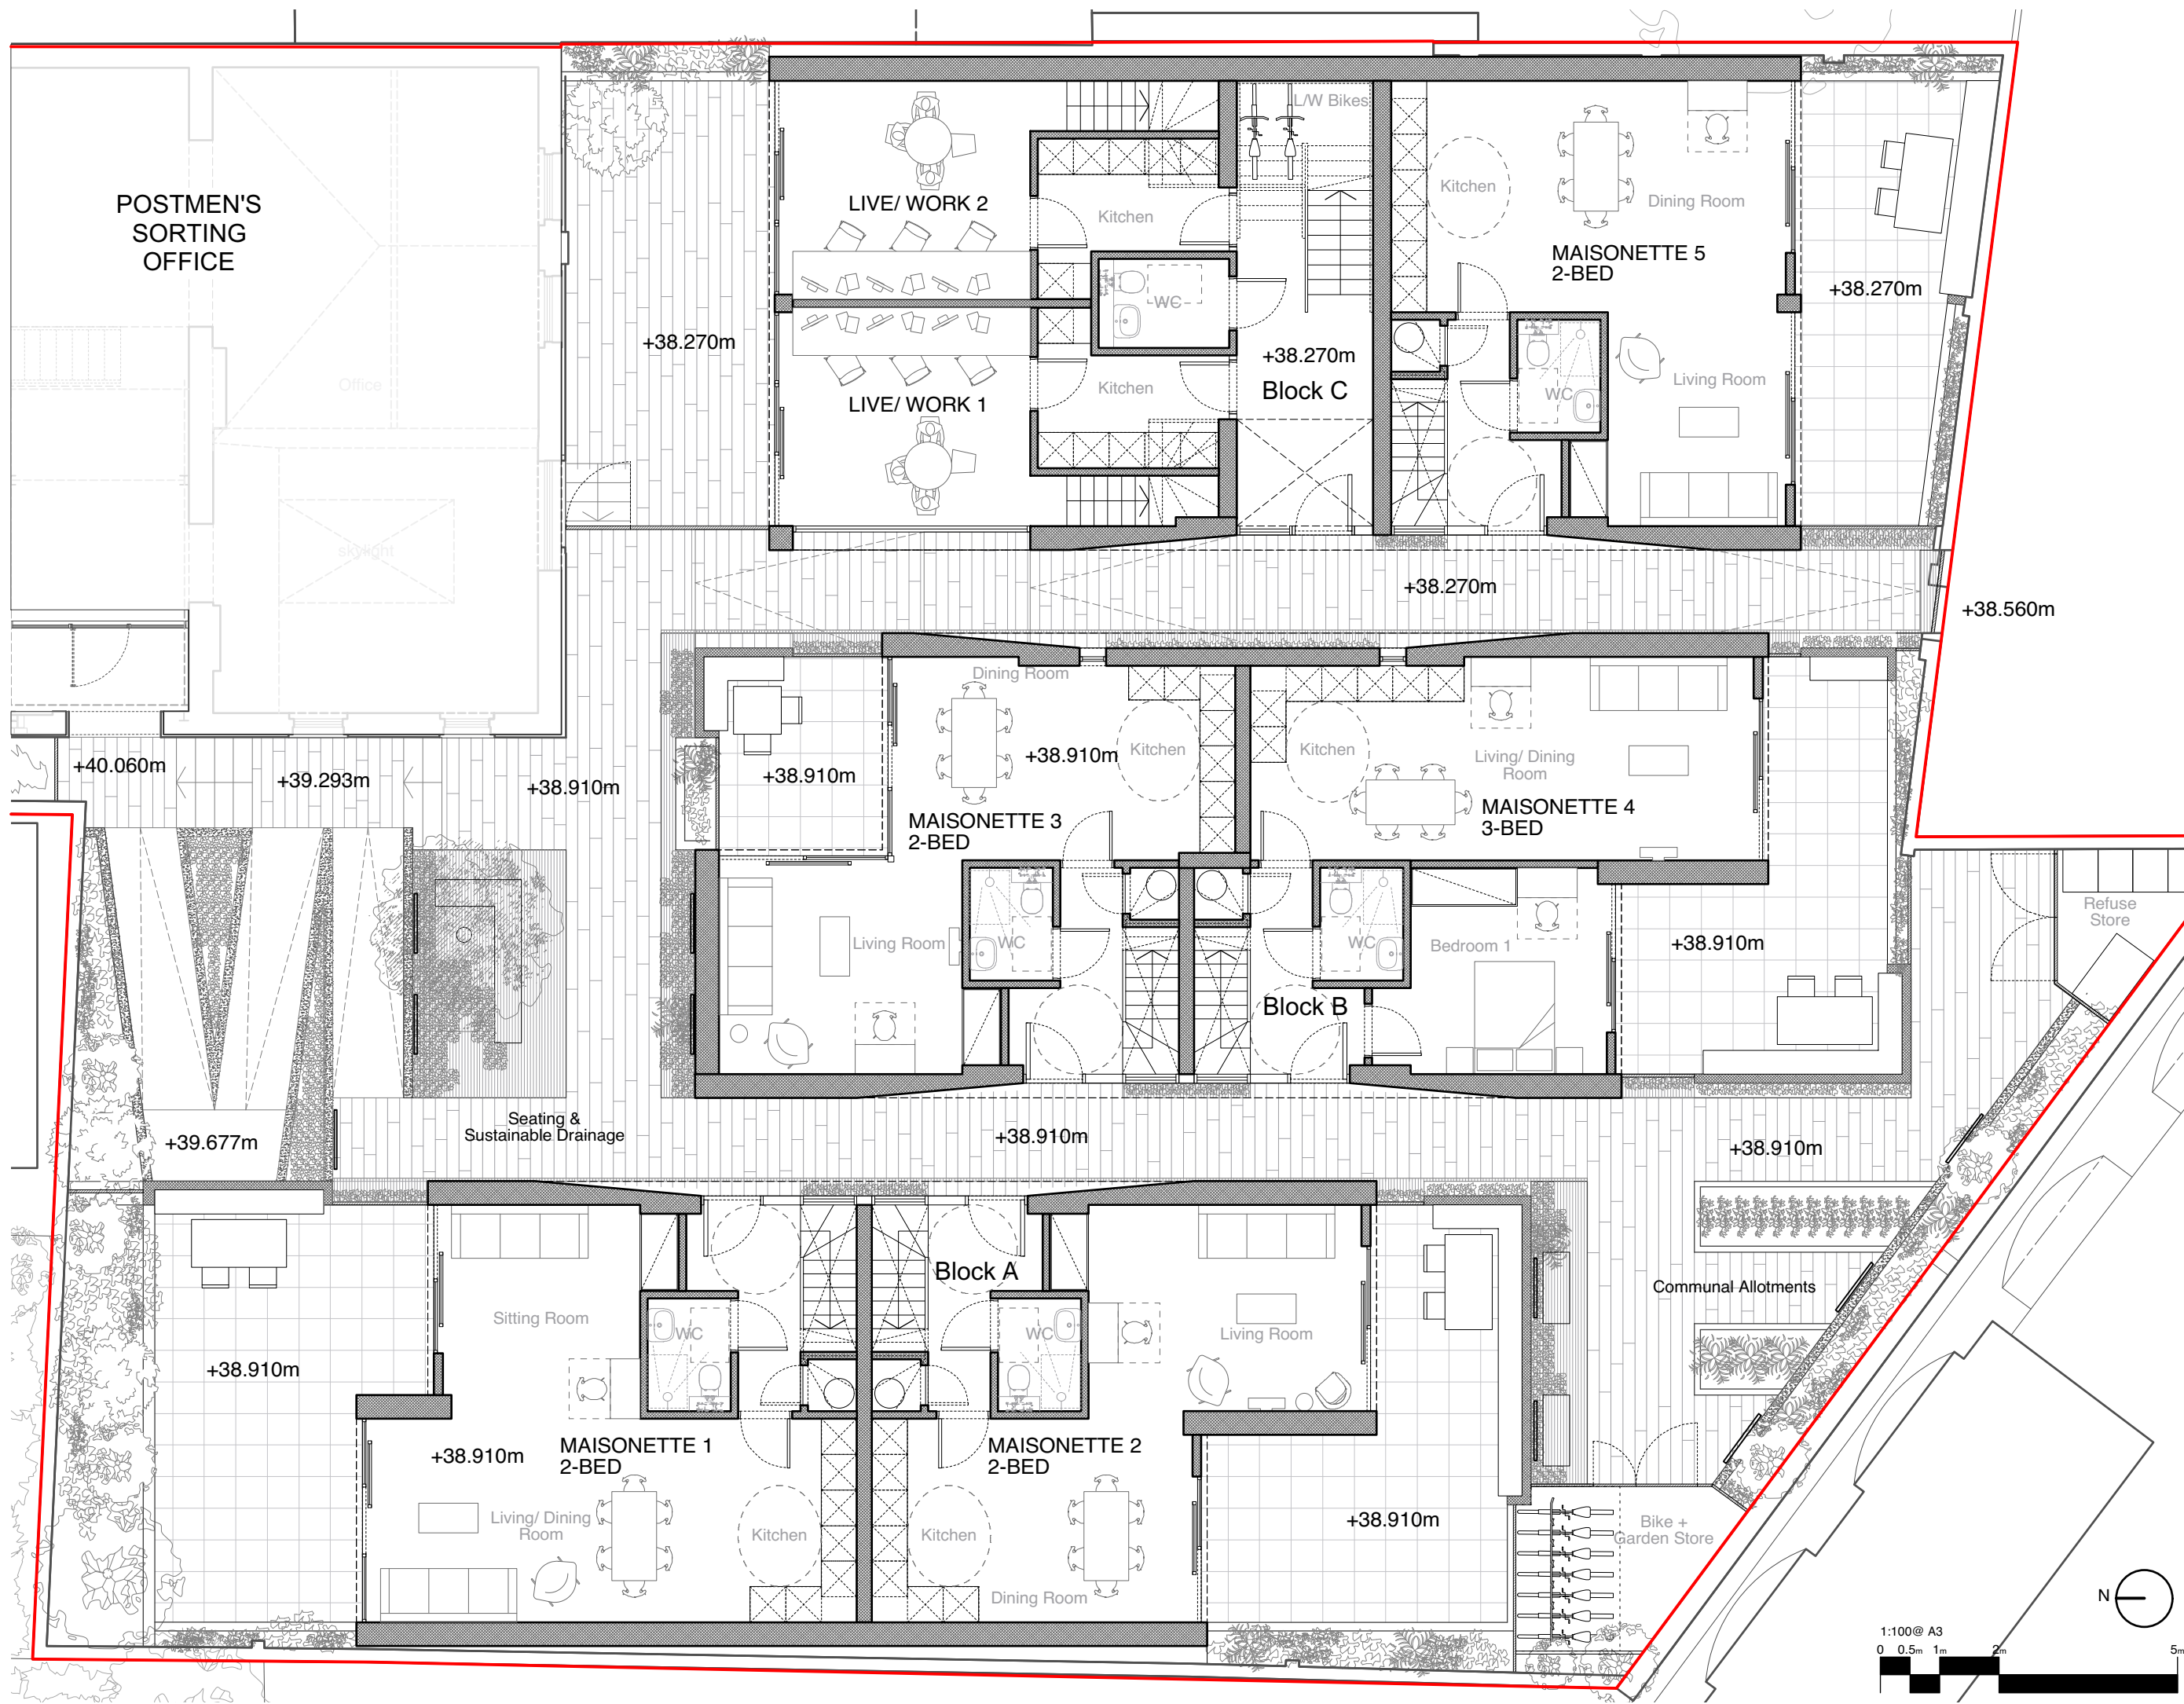 POSTMEN'S
SORTING
OFFICE
Office
skylight
L/W Bikes
LIVE/ WORK 2
Kitchen
WC
LIVE/ WORK 1
Kitchen
+38.270m
+38.270m
Block C
Kitchen
Dining Room
MAISONETTE 5
2-BED
+38.270m
Living Room
WC
+38.270m
+38.560m
+40.060m
+39.293m
+38.910m
Dining Room
+38.910m
+38.910m
Kitchen
MAISONETTE 3
2-BED
Living Room
WC
Kitchen
Living/ Dining
Room
MAISONETTE 4
3-BED
WC
Bedroom 1
Block B
+38.910m
Refuse
Store
+39.677m
Seating &
Sustainable Drainage
+38.910m
+38.910m
Sitting Room
WC
Block A
WC
Living Room
Communal Allotments
+38.910m
+38.910m
MAISONETTE 1
2-BED
MAISONETTE 2
2-BED
Living/ Dining
Room
Kitchen
Kitchen
Dining Room
+38.910m
Bike +
Garden Store
N
1:100@ A3
0 0.5m 1m 2m 5m